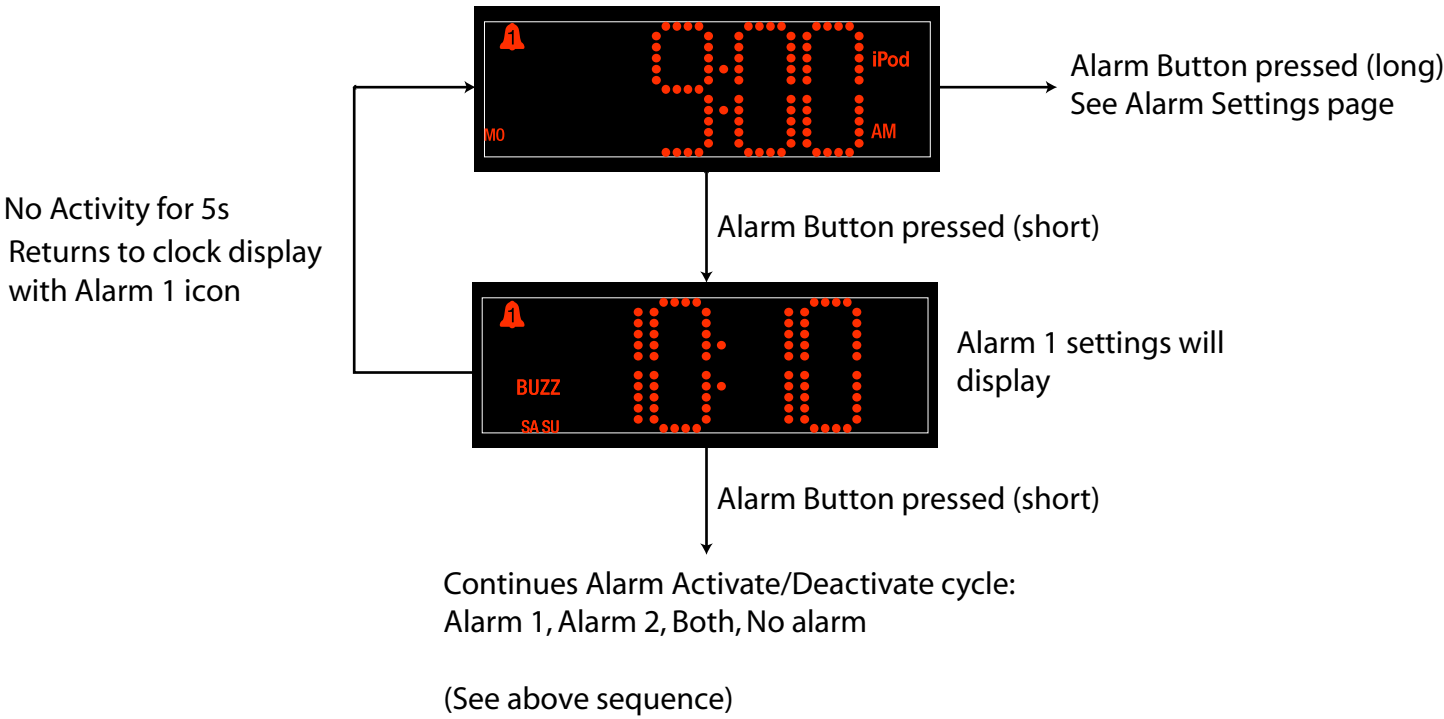 1
9:00
iPod
MO
AM
Alarm Button pressed (long)
See Alarm Settings page
No Activity for 5s
Returns to clock display
with Alarm 1 icon
Alarm Button pressed (short)
1
10:10
BUZZ
SA SU
Alarm 1 settings will
display
Alarm Button pressed (short)
Continues Alarm Activate/Deactivate cycle:
Alarm 1, Alarm 2, Both, No alarm
(See above sequence)